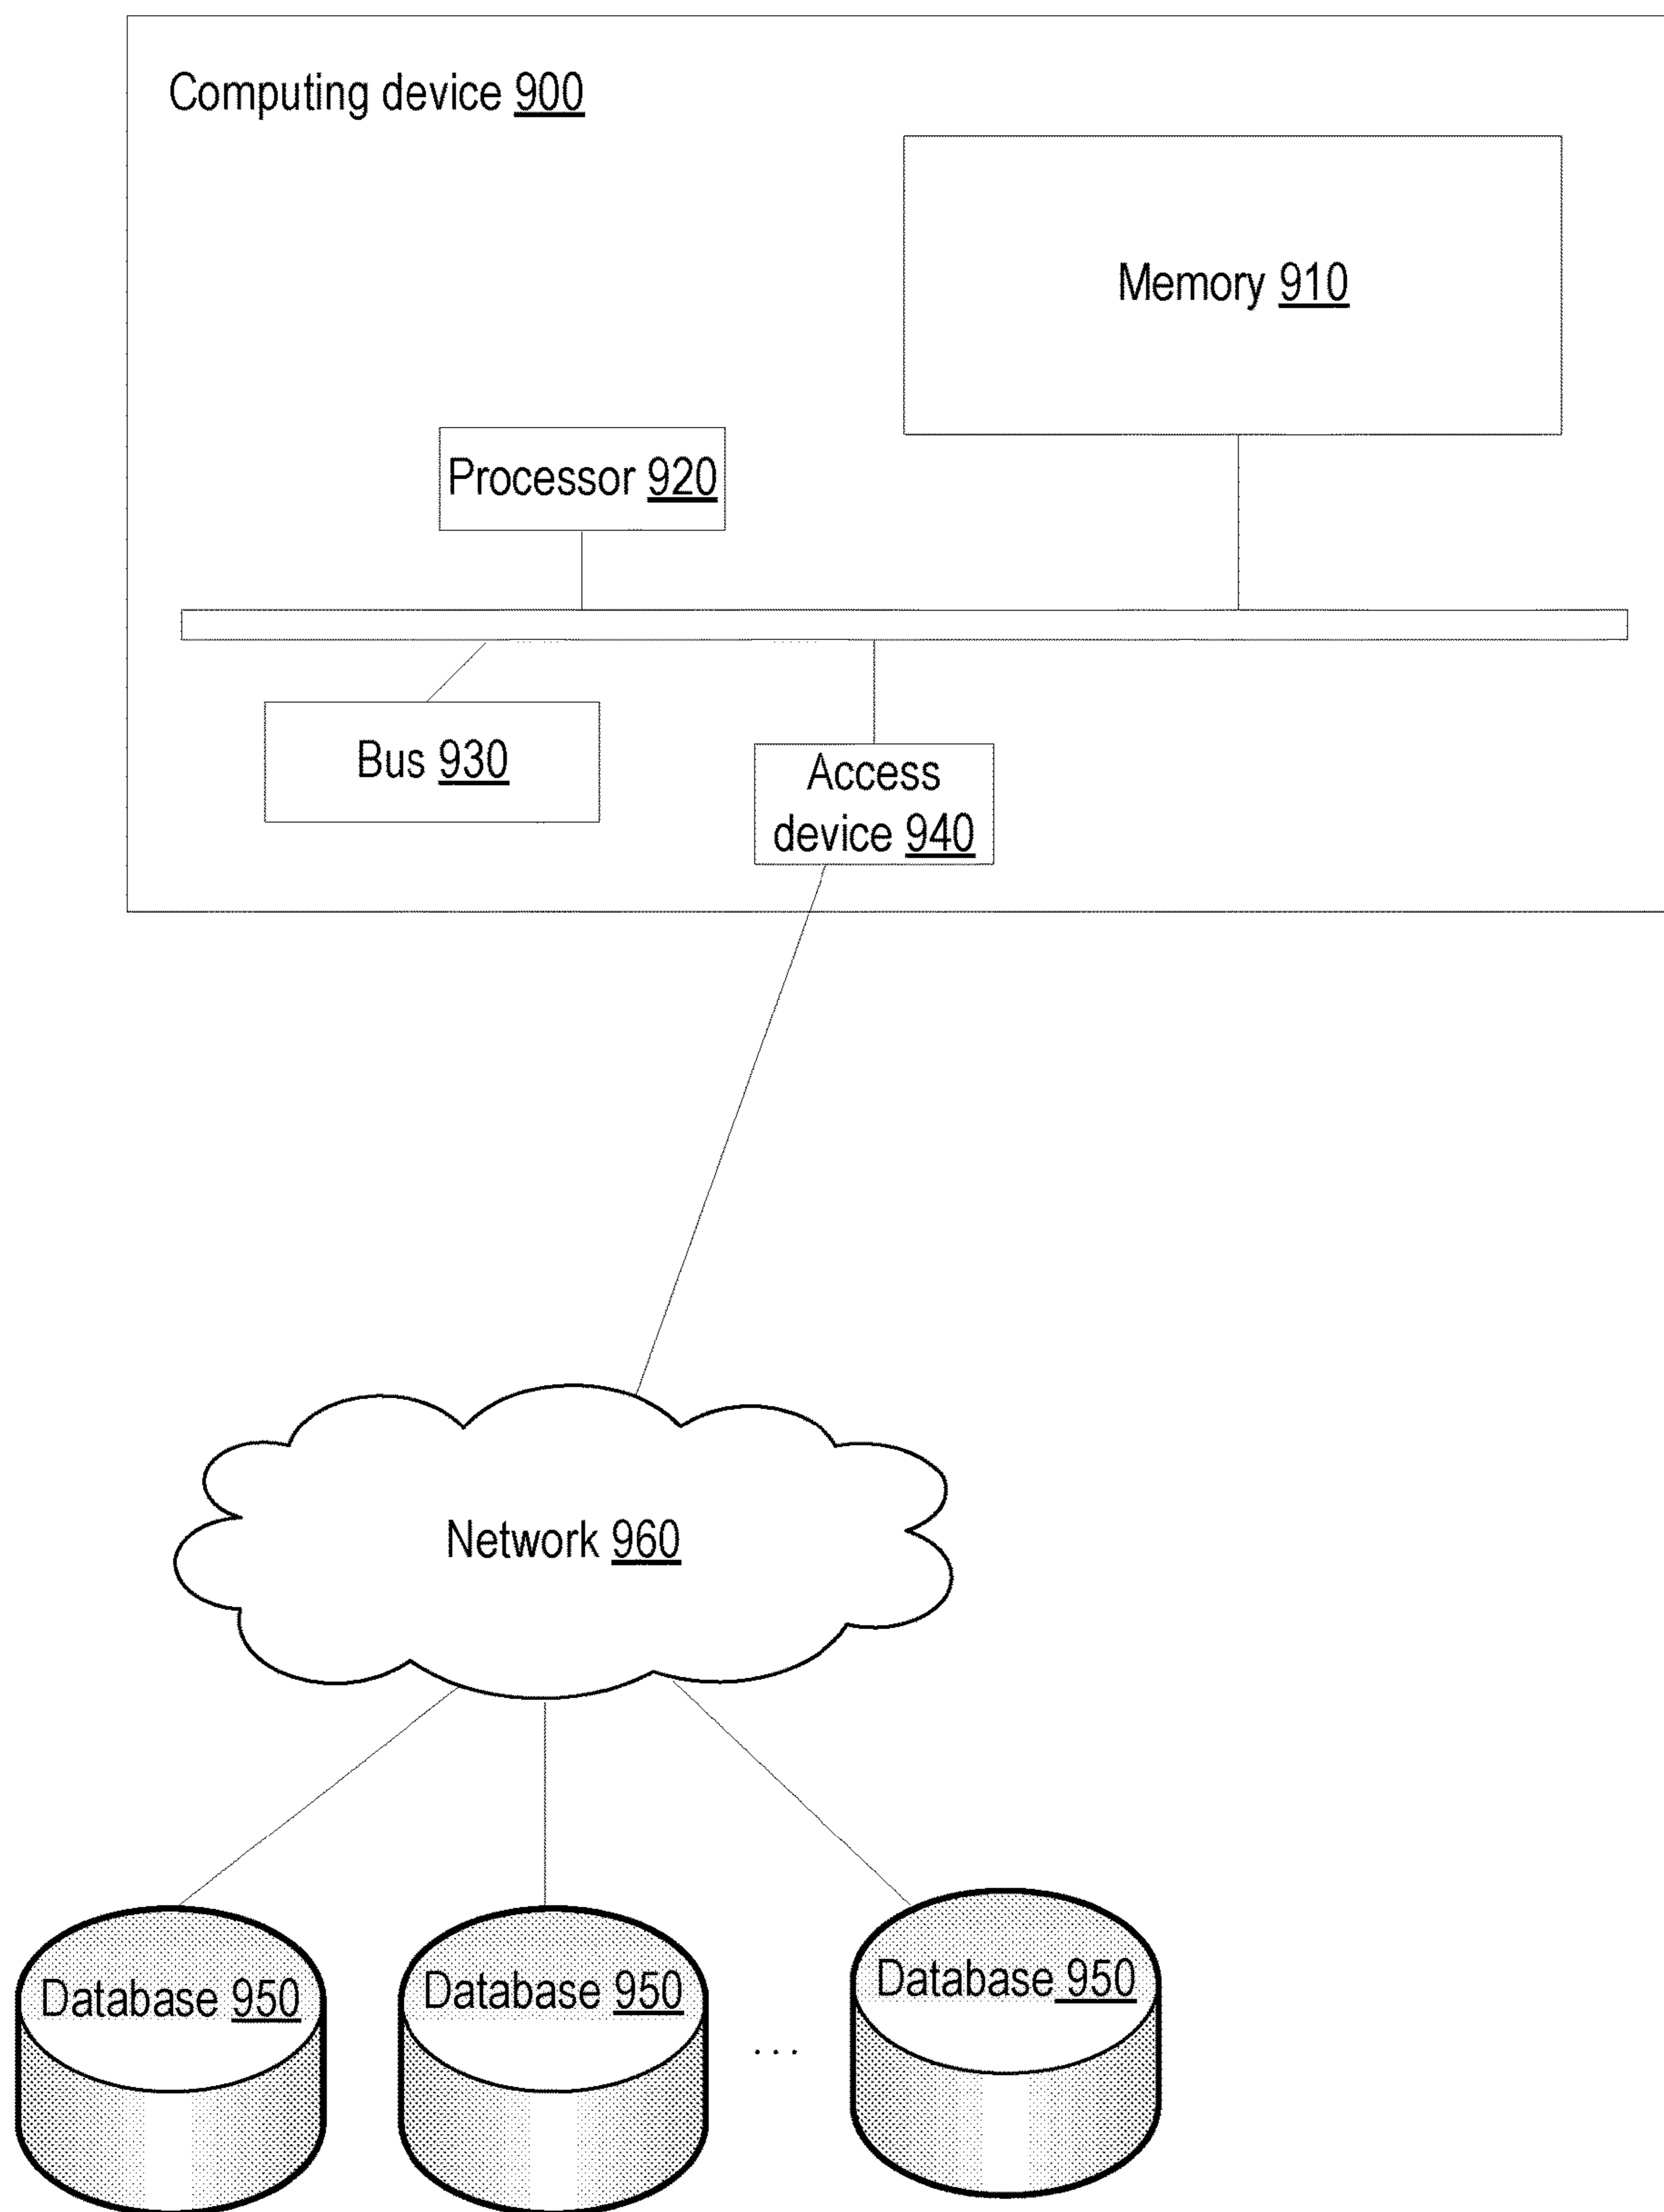 Computing device 900
Memory 910
Processor 920
Bus 930
Access
device 940
Network 960
Database 950
Database 950
...
Database 950